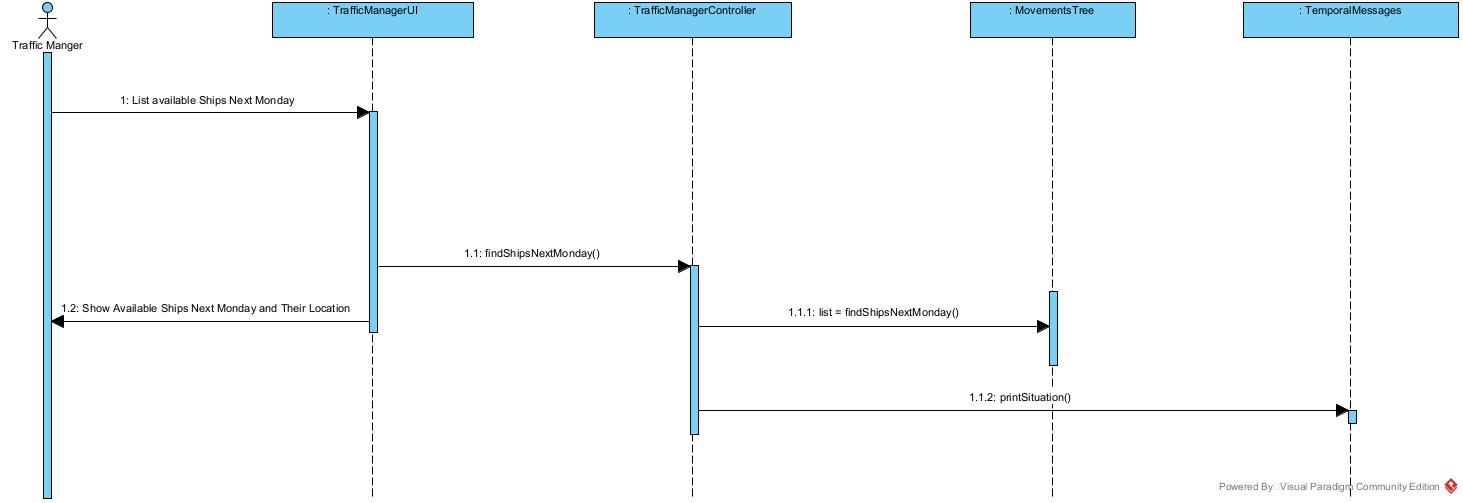 : TrafficManagerUI
: TrafficManagerController
: MovementsTree
: TemporalMessages
Traffic Manger
1: List available Ships Next Monday
1.1: findShipsNextMonday()
1.2: Show Available Ships Next Monday and Their Location
1.1.1: list = findShipsNextMonday()
1.1.2: printSituation()
Powered By Visual Paradigm Community Edition